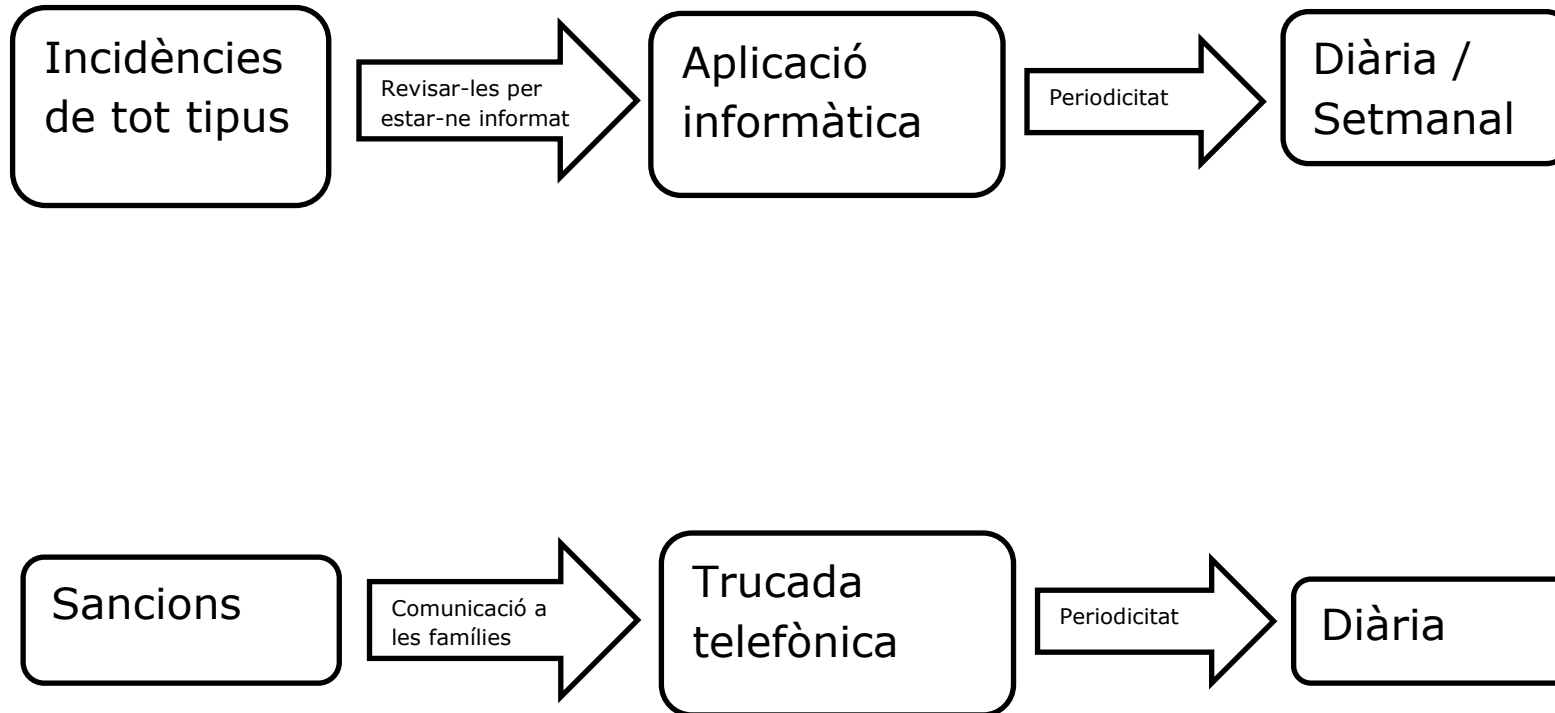 Incidències
de tot tipus
Revisar-les per
estar-ne informat
Aplicació
informàtica
Periodicitat
Diària /
Setmanal
Sancions
Comunicació a
les famílies
Trucada
telefònica
Periodicitat
Diària